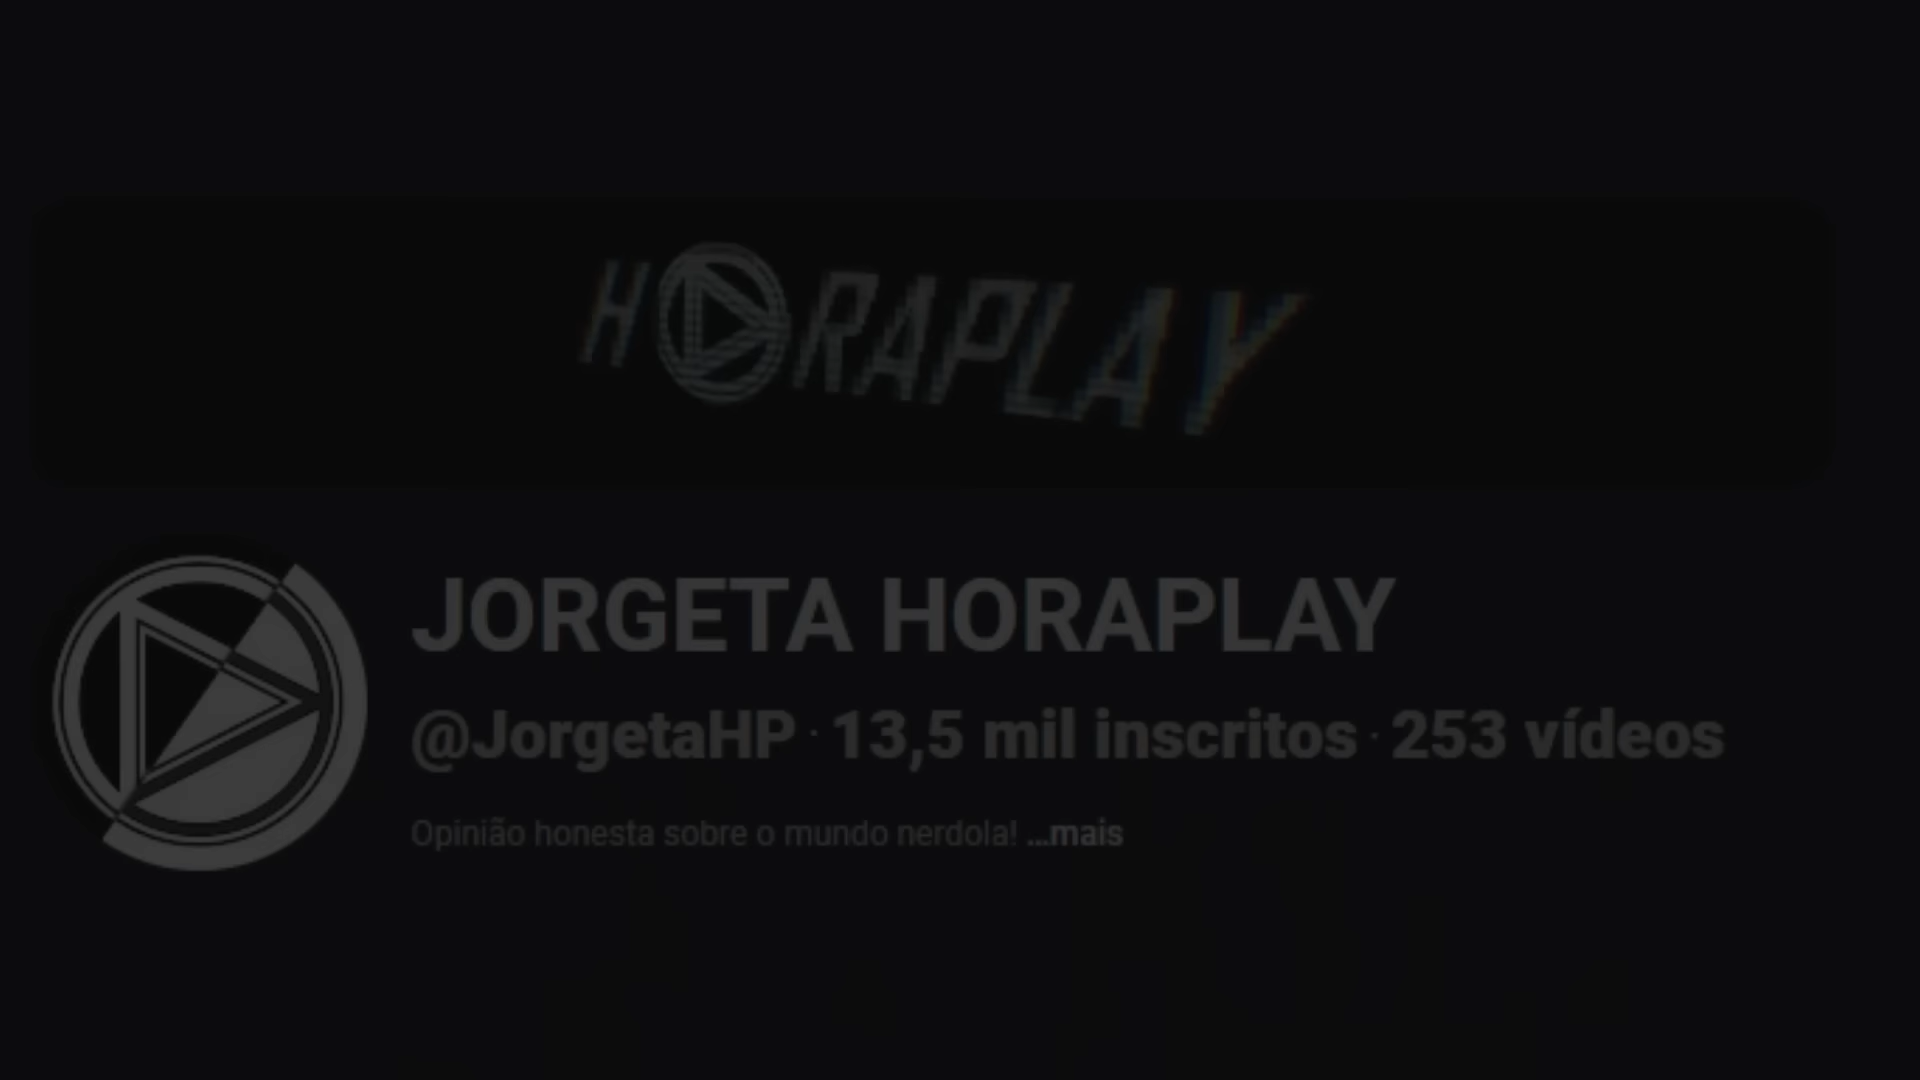 HORAPLAY
JORGETA HORAPLAY
@JorgetaHP · 13,5 mil inscritos · 253 vídeos
Opinião honesta sobre o mundo nerdola! ...mais